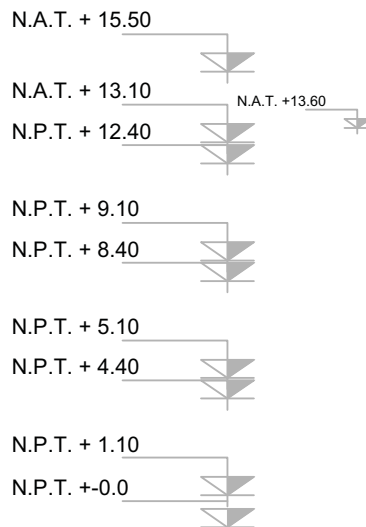 N.A.T. + 15.50
N.A.T. + 13.10
N.A.T. +13.60
N.P.T. + 12.40
N.P.T. + 9.10
N.P.T. + 8.40
N.P.T. + 5.10
N.P.T. + 4.40
N.P.T. + 1.10
N.P.T. +-0.0